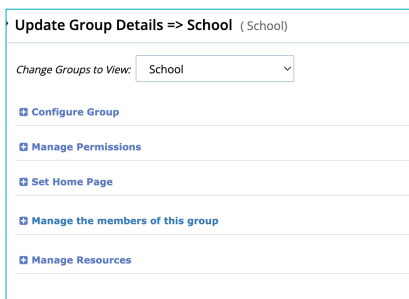 Update Group Details => School ( School)
Change Groups to View: School
Configure Group
Manage Permissions
Set Home Page
Manage the members of this group
Manage Resources